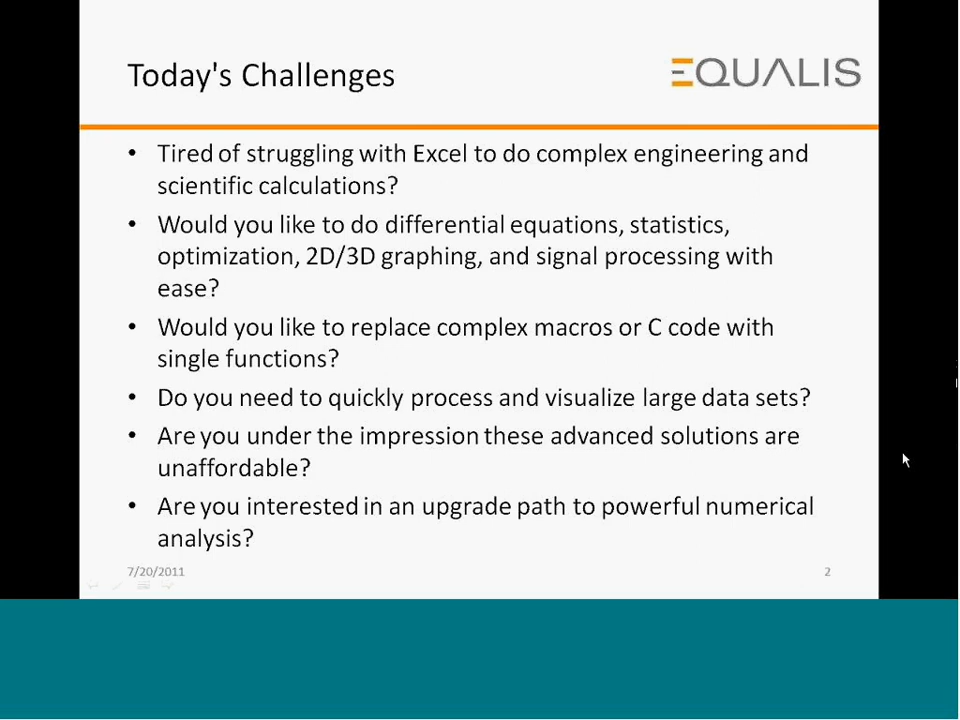 Today's Challenges
EQUALIS
• Tired of struggling with Excel to do complex engineering and
scientific calculations?
• Would you like to do differential equations, statistics,
optimization, 2D/3D graphing, and signal processing with
ease?
• Would you like to replace complex macros or C code with
single functions?
• Do you need to quickly process and visualize large data sets?
• Are you under the impression these advanced solutions are
unaffordable?
• Are you interested in an upgrade path to powerful numerical
analysis?
7/20/2011
2